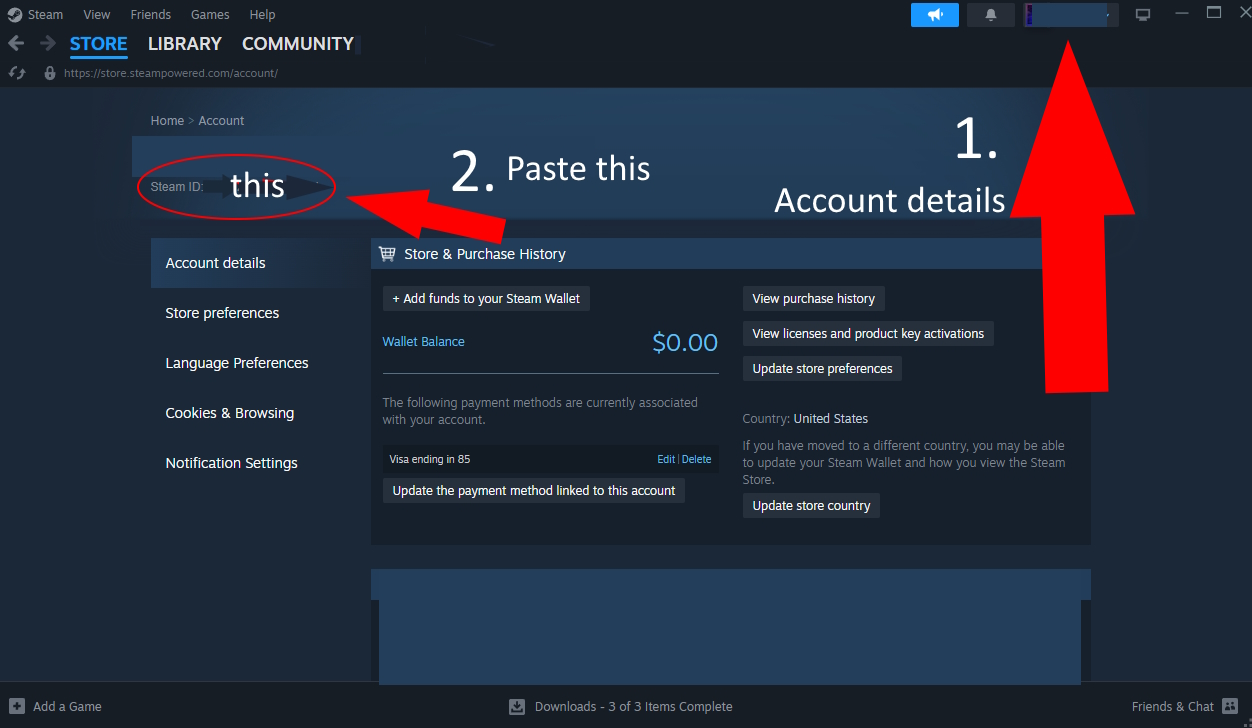 Steam View Friends Games Help
STORE LIBRARY COMMUNITY
https://store.steampowered.com/account/
Home > Account
1.
2. Paste this
Steam ID: this
Account details
Account details
Store preferences
Language Preferences
Cookies & Browsing
Notification Settings
Store & Purchase History
+ Add funds to your Steam Wallet
Wallet Balance $0.00
The following payment methods are currently associated
with your account.
Visa ending in 85 Edit | Delete
Update the payment method linked to this account
View purchase history
View licenses and product key activations
Update store preferences
Country: United States
If you have moved to a different country, you may be able
to update your Steam Wallet and how you view the Steam
Store.
Update store country
Add a Game
Downloads - 3 of 3 Items Complete
Friends & Chat